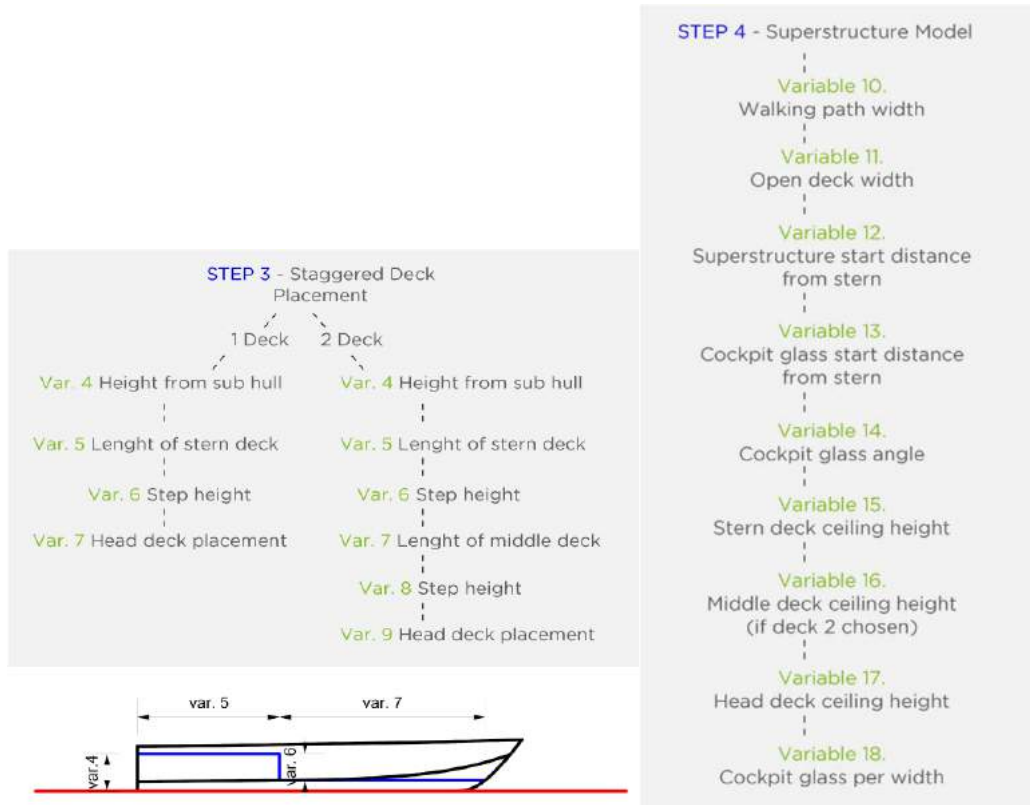 STEP 3 - Staggered Deck
Placement
1 Deck
2 Deck
Var. 4 Height from sub hull
Var. 5 Lenght of stern deck
Var. 6 Step height
Var. 7 Head deck placement
Var. 4 Height from sub hull
Var. 5 Lenght of stern deck
Var. 6 Step height
Var. 7 Lenght of middle deck
Var. 8 Step height
Var. 9 Head deck placement
var. 5
var. 7
var.4
var. 6
STEP 4 - Superstructure Model
Variable 10.
Walking path width
Variable 11.
Open deck width
Variable 12.
Superstructure start distance
from stern
Variable 13.
Cockpit glass start distance
from stern
Variable 14.
Cockpit glass angle
Variable 15.
Stern deck ceiling height
Variable 16.
Middle deck ceiling height
(if deck 2 chosen)
Variable 17.
Head deck ceiling height
Variable 18.
Cockpit glass per width